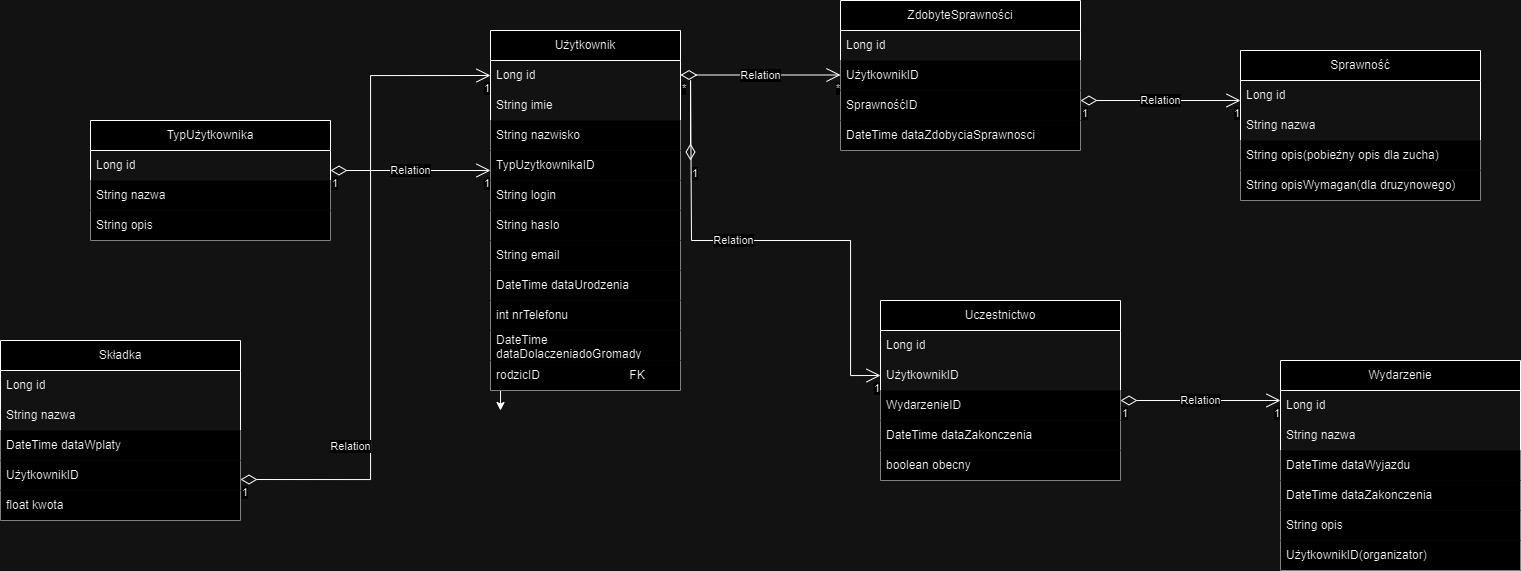 ZdobyteSprawności
Long id
UżytkownikID
SprawnośćID
DateTime dataZdobyciaSprawnosci
Użytkownik
Long id
String imie
String nazwisko
TypUzytkownikaID
String login
String haslo
String email
DateTime dataUrodzenia
int nrTelefonu
DateTime
dataDolaczeniadoGromady
rodzicID FK
Sprawność
Long id
String nazwa
String opis(pobieżny opis dla zucha)
String opisWymagan(dla druzynowego)
TypUżytkownika
Long id
String nazwa
String opis
Składka
Long id
String nazwa
DateTime dataWplaty
UżytkownikID
float kwota
Uczestnictwo
Long id
UżytkownikID
WydarzenieID
DateTime dataZakonczenia
boolean obecny
Wydarzenie
Long id
String nazwa
DateTime dataWyjazdu
DateTime dataZakonczenia
String opis
UżytkownikID(organizator)
Relation
*
*
Relation
1
1
Relation
1
1
Relation
1
1
Relation
1
1
Relation
1
1